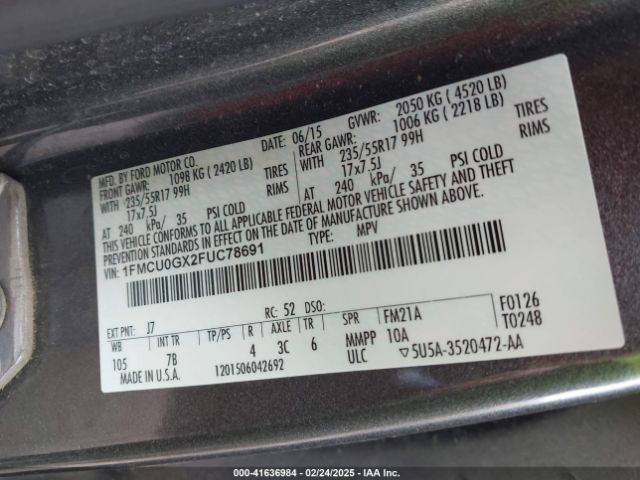 MFD. BY FORD MOTOR CO.
DATE: 06/15
GVWR: 2050 KG ( 4520 LB)
FRONT GAWR: 1098 KG ( 2420 LB)
REAR GAWR: 1006 KG ( 2218 LB)
WITH 235/55R17 99H TIRES
WITH 235/55R17 99H TIRES
17x7.5J RIMS
17x7.5J RIMS
AT 240 kPa/ 35 PSI COLD
AT 240 kPa/ 35 PSI COLD
THIS VEHICLE CONFORMS TO ALL APPLICABLE FEDERAL MOTOR VEHICLE SAFETY AND THEFT
PREVENTION STANDARDS IN EFFECT ON THE DATE OF MANUFACTURE SHOWN ABOVE.
1FMCU0GX2FUC78691
TYPE: MPV
F0126
T0248
EXT PNT: J7 RC: 52 DSO:
WB INT TR TP/PS R AXLE TR SPR FM21A
105 7B 4 3C 6 MMPP 10A
MADE IN U.S.A. 1201506042692 ULC ▽5U5A-3520472-AA
000-41636984 | 02/24/2025 - IAA Inc.